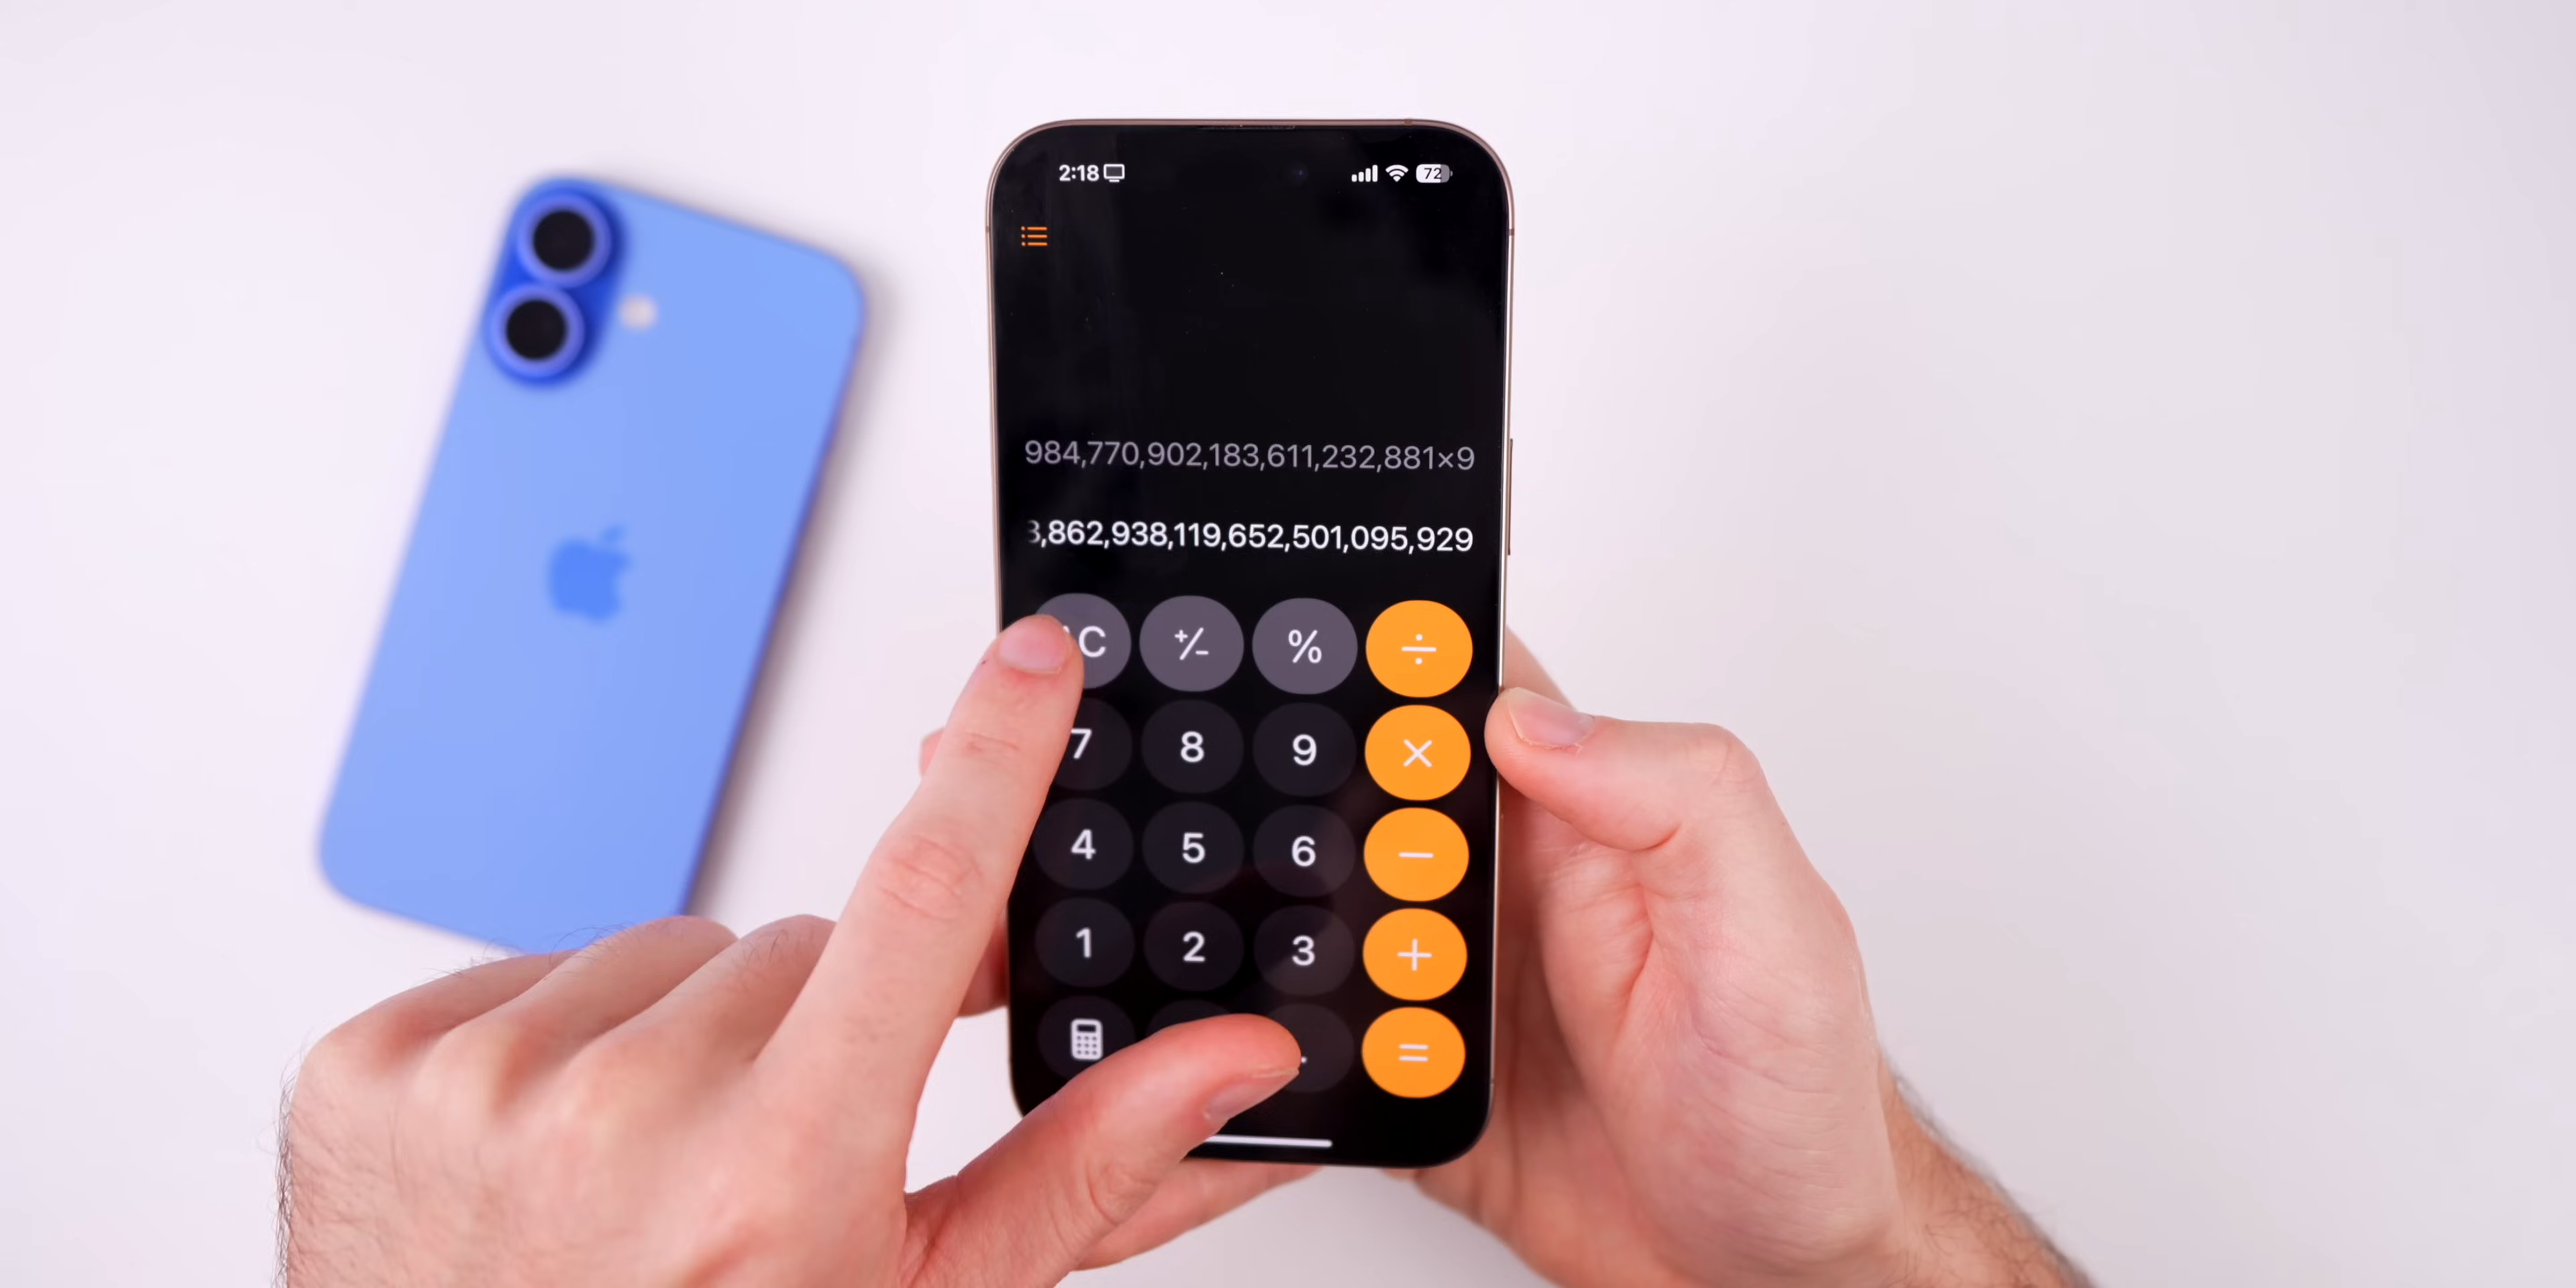 2:18 72
984,770,902,183,611,232,881×9
,862,938,119,652,501,095,929
C +/- % ÷
7 8 9 ×
4 5 6 −
1 2 3 +
. =